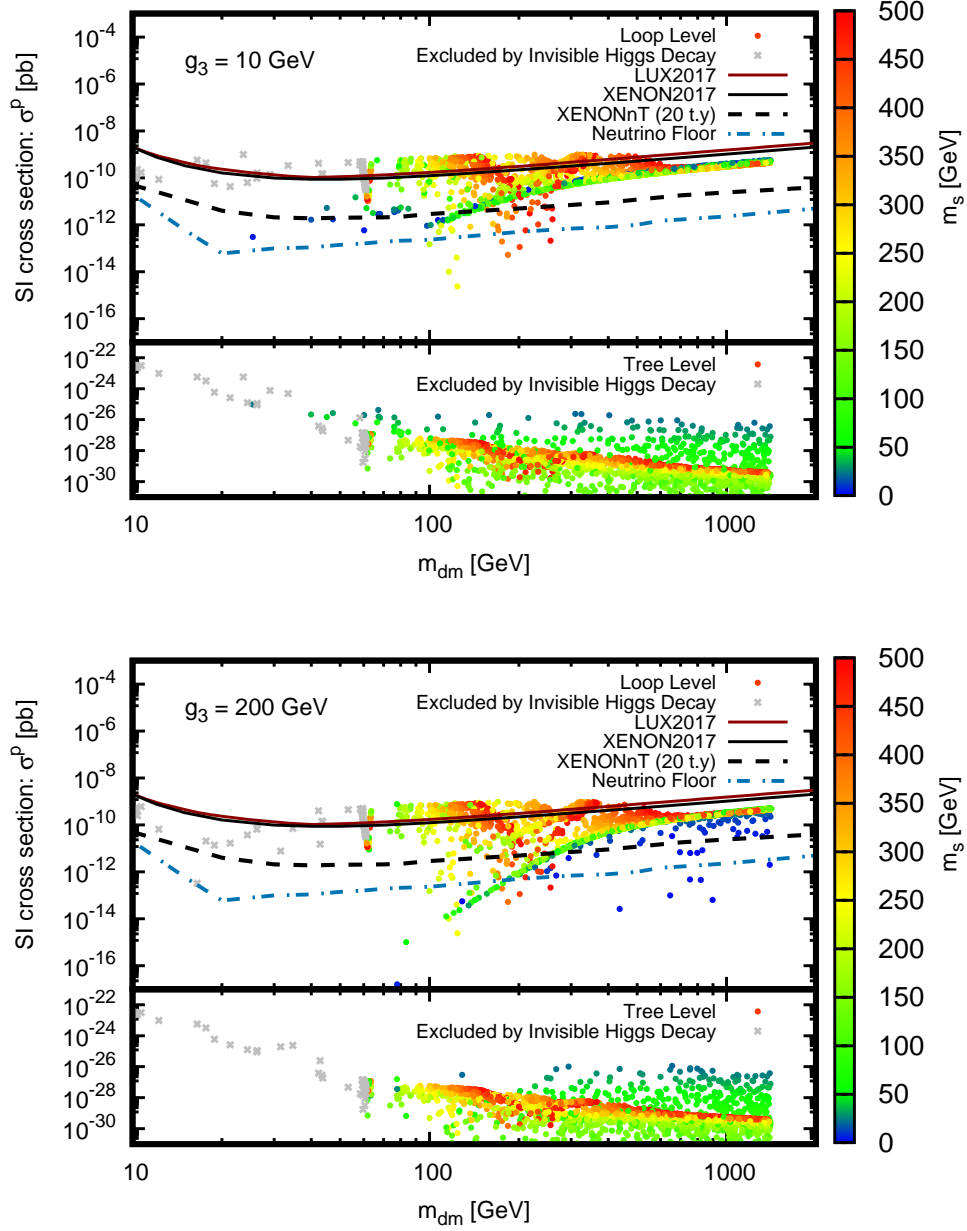 SI cross section: σ^p [pb]
10^-4
10^-6
10^-8
10^-10
10^-12
10^-14
10^-16
g_3 = 10 GeV
Loop Level
Excluded by Invisible Higgs Decay
LUX2017
XENON2017
XENONnT (20 t.y)
Neutrino Floor
10^-22
10^-24
10^-26
10^-28
10^-30
Tree Level
Excluded by Invisible Higgs Decay
10
100
1000
m_dm [GeV]
500
450
400
350
300
250
200
150
100
50
0
m_s [GeV]
SI cross section: σ^p [pb]
10^-4
10^-6
10^-8
10^-10
10^-12
10^-14
10^-16
g_3 = 200 GeV
Loop Level
Excluded by Invisible Higgs Decay
LUX2017
XENON2017
XENONnT (20 t.y)
Neutrino Floor
10^-22
10^-24
10^-26
10^-28
10^-30
Tree Level
Excluded by Invisible Higgs Decay
10
100
1000
m_dm [GeV]
500
450
400
350
300
250
200
150
100
50
0
m_s [GeV]